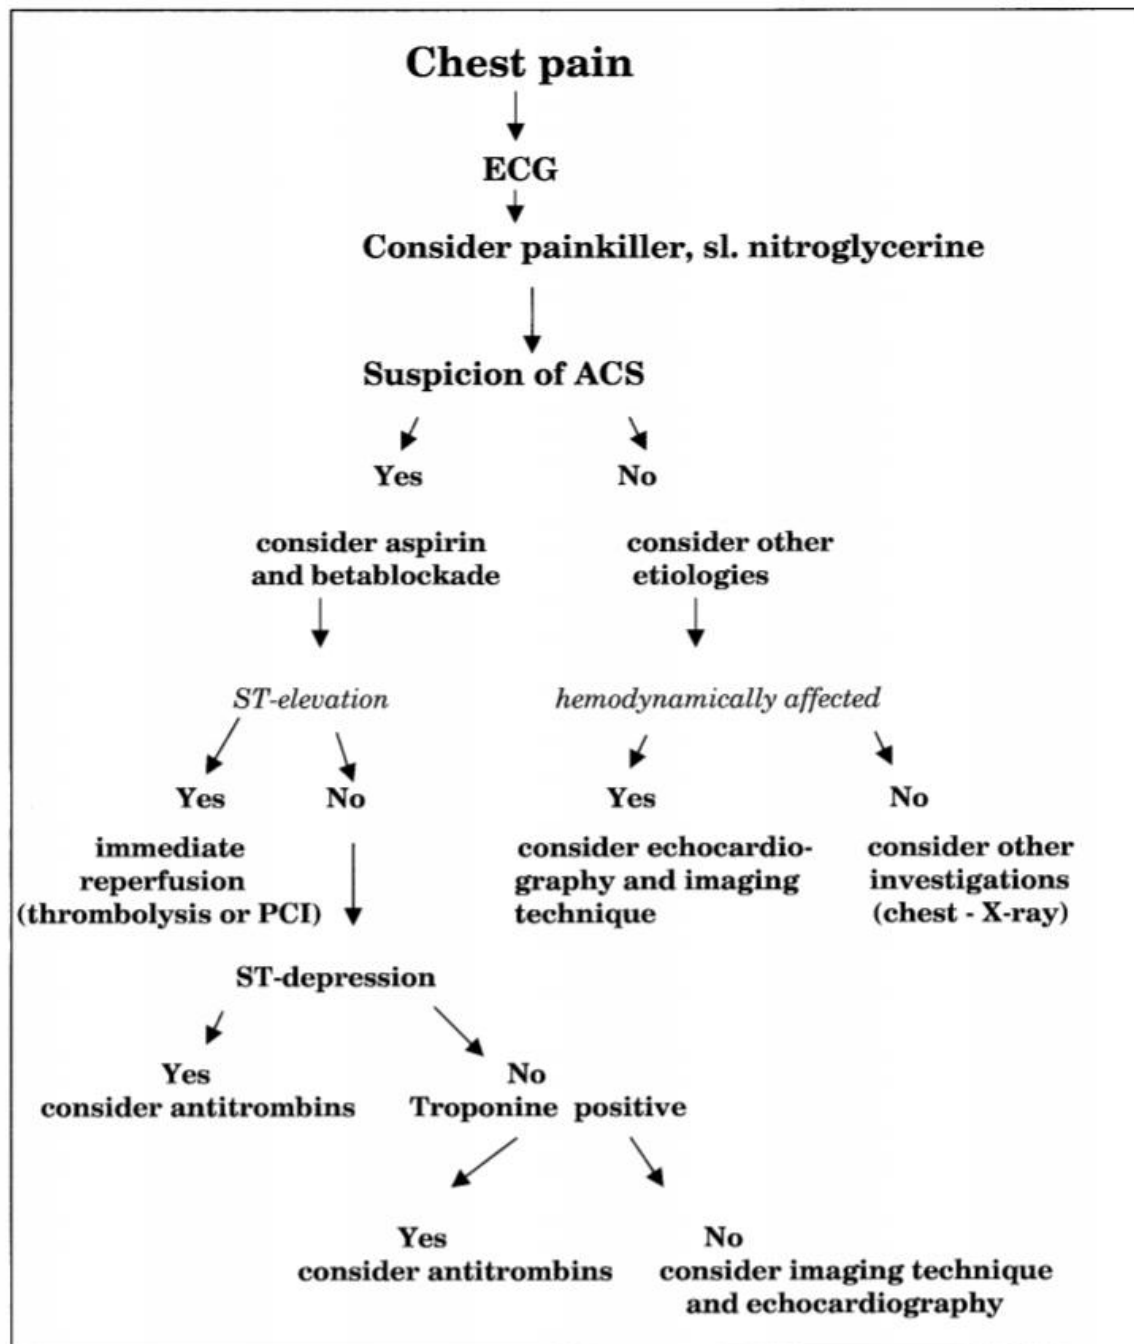 Chest pain
ECG
Consider painkiller, sl. nitroglycerine
Suspicion of ACS
Yes
No
consider aspirin
and betablockade
consider other
etiologies
ST-elevation
hemodynamically affected
Yes
No
Yes
No
immediate
reperfusion
(thrombolysis or PCI)
consider echocardio-
graphy and imaging
technique
consider other
investigations
(chest - X-ray)
ST-depression
Yes
consider antitrombins
No
Troponine positive
Yes
consider antitrombins
No
consider imaging technique
and echocardiography